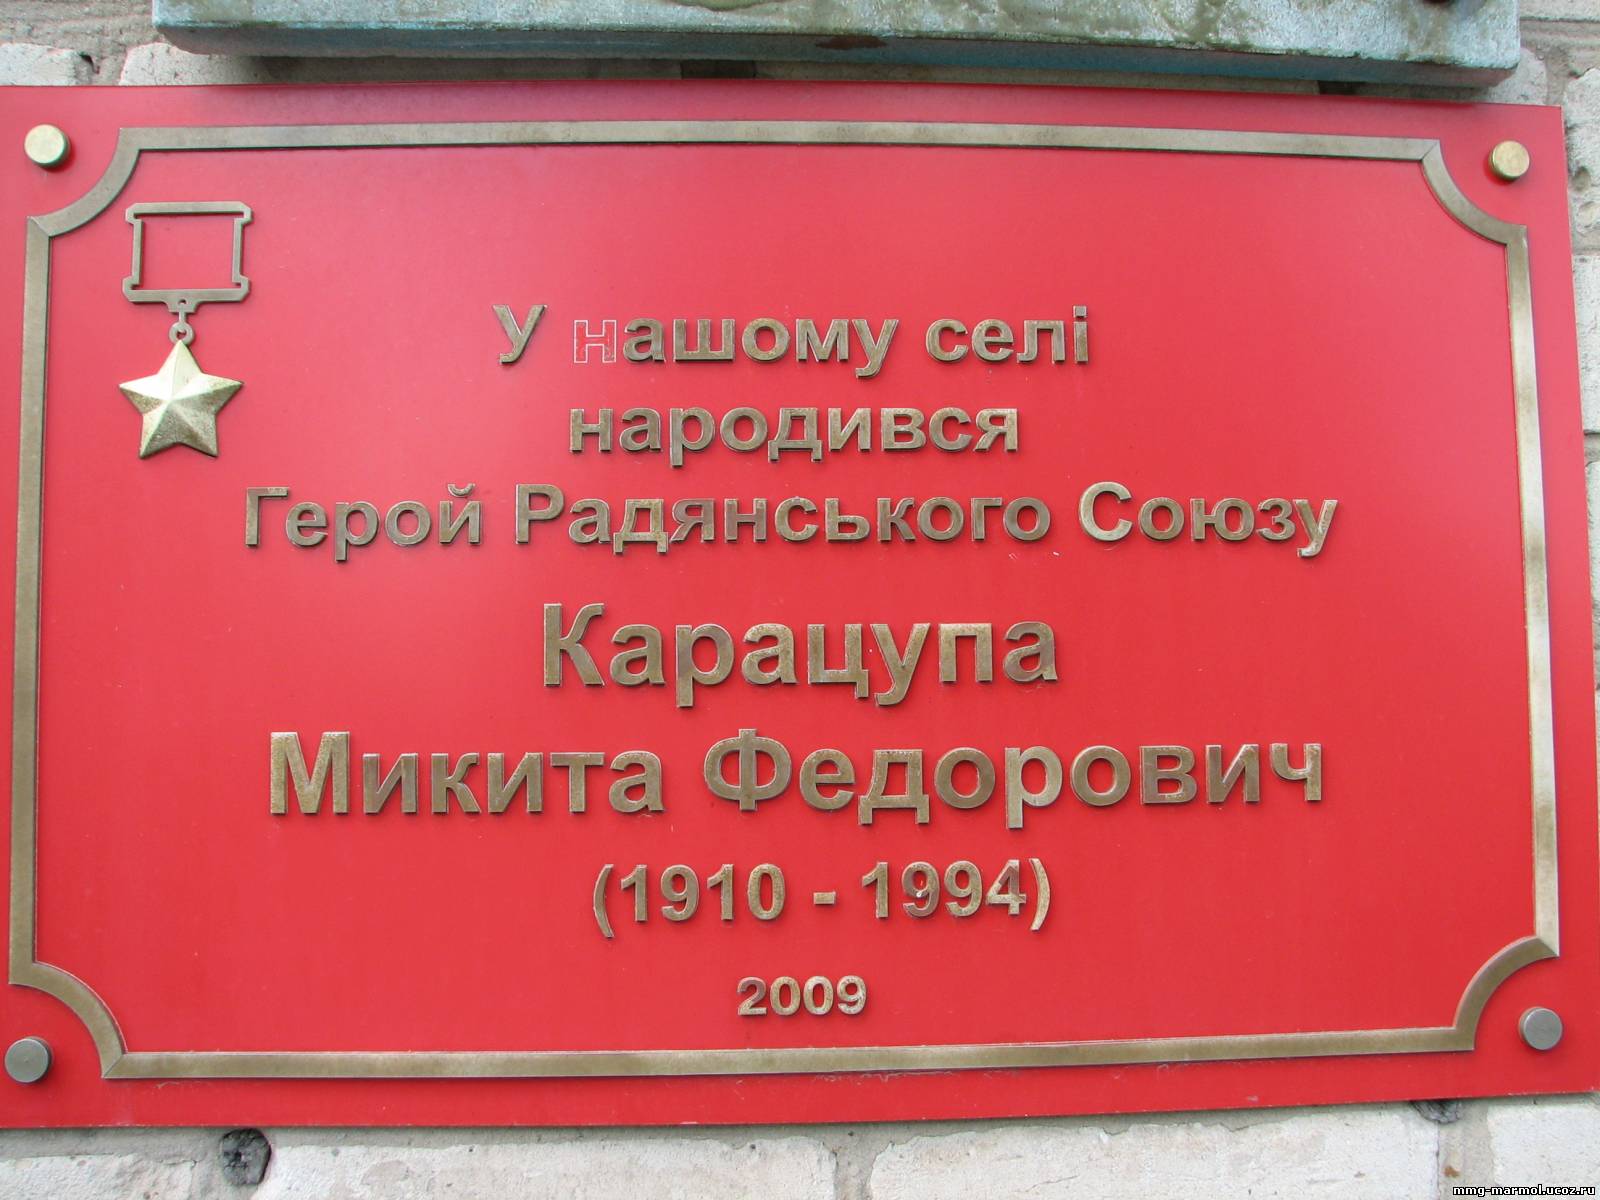 У нашому селі
народився
Герой Радянського Союзу
Карацупа
Микита Федорович
(1910 - 1994)
2009
mmg-marmol.ucoz.ru